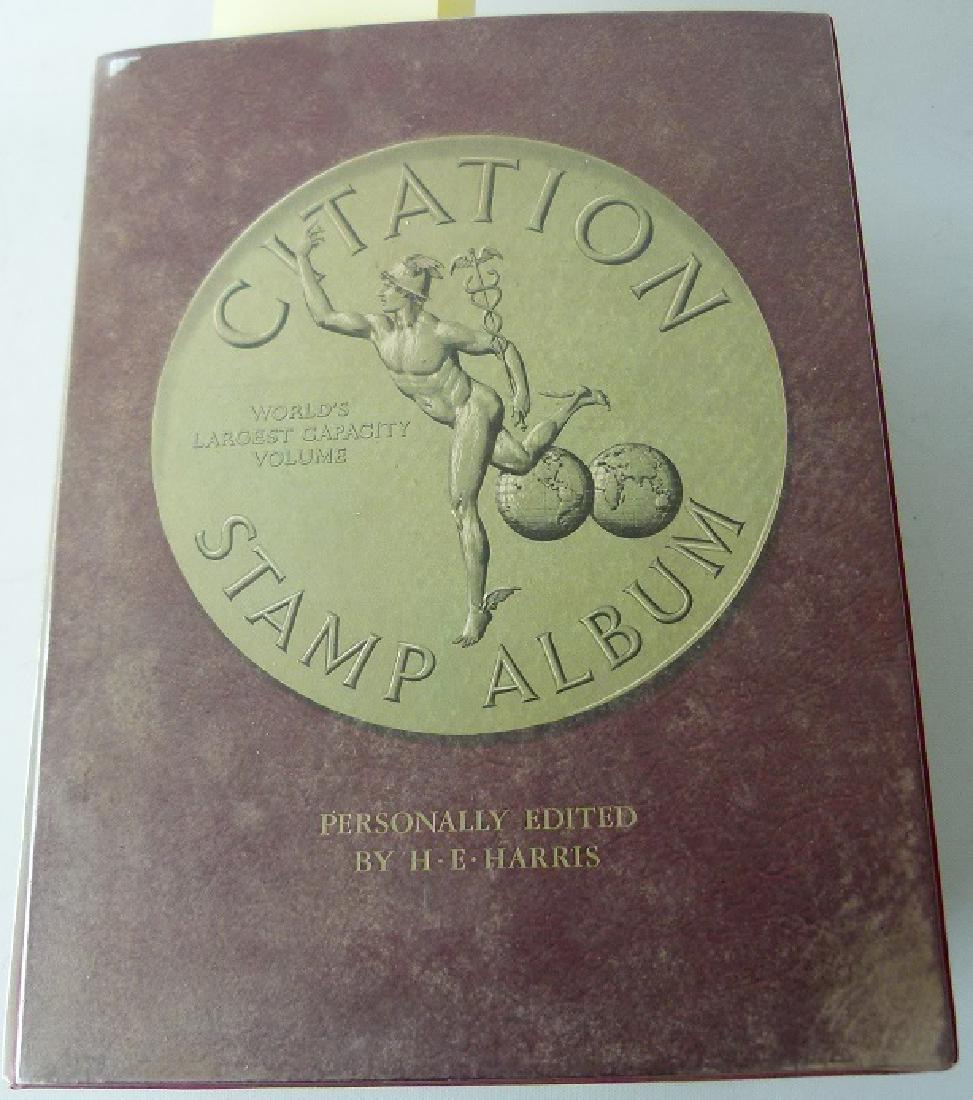 CITATION
WORLD'S
LARGEST CAPACITY
VOLUME
STAMP ALBUM
PERSONALLY EDITED
BY H·E·HARRIS